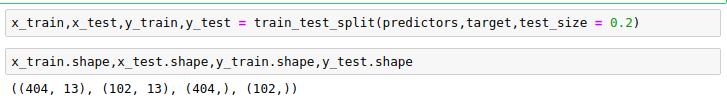 x_train,x_test,y_train,y_test = train_test_split(predictors,target,test_size = 0.2)
x_train.shape,x_test.shape,y_train.shape,y_test.shape
((404, 13), (102, 13), (404,), (102,))